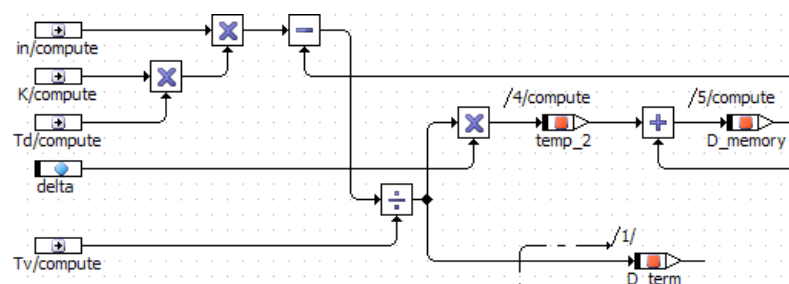 in/compute
K/compute
/4/compute
/5/compute
Td/compute
temp_2
D_memory
delta
/1/
Tv/compute
D_term